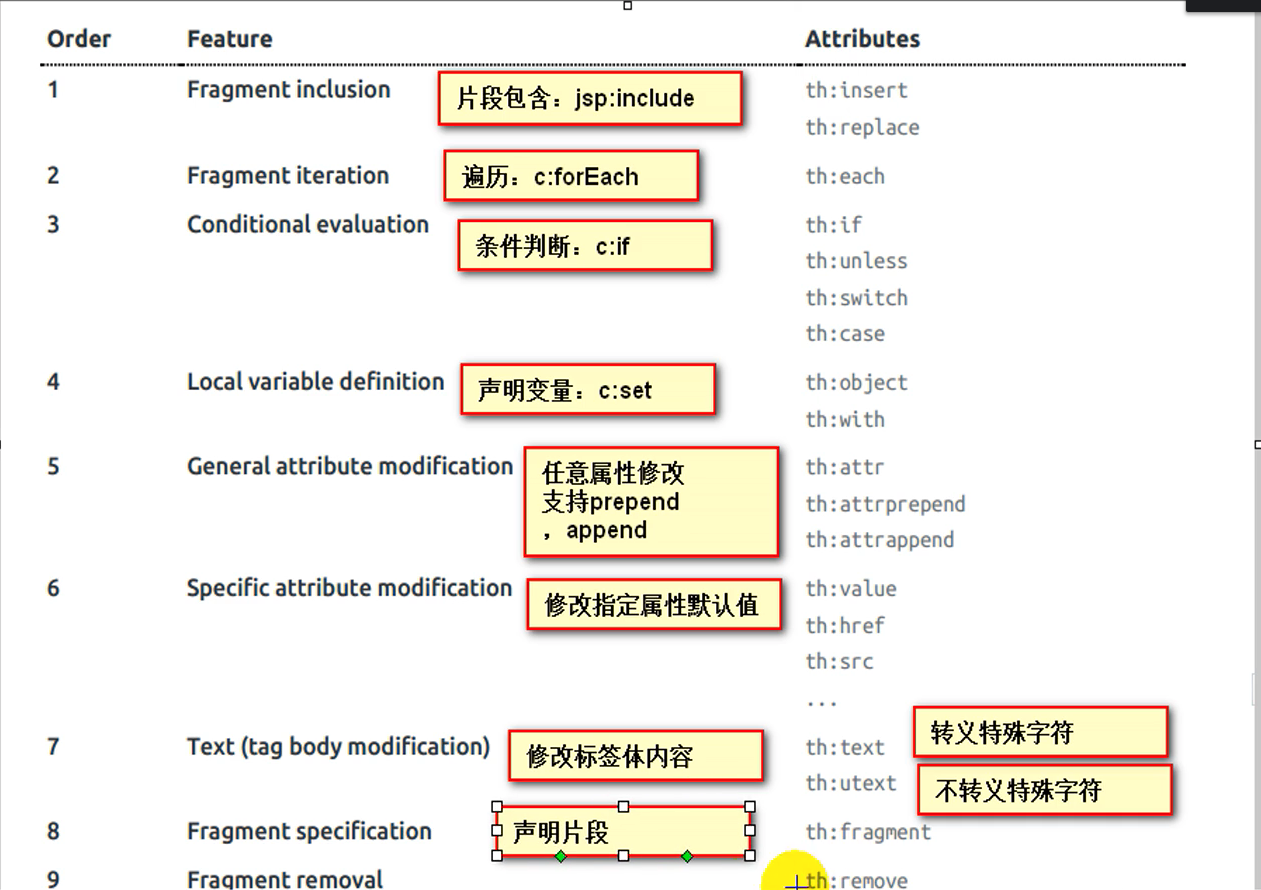 Order Feature Attributes
1 Fragment inclusion 片段包含：jsp:include th:insert
th:replace
2 Fragment iteration 遍历：c:forEach th:each
3 Conditional evaluation 条件判断：c:if th:if
th:unless
th:switch
th:case
4 Local variable definition 声明变量：c:set th:object
th:with
5 General attribute modification 任意属性修改 th:attr
支持prepend th:attrprepend
，append th:attrappend
6 Specific attribute modification 修改指定属性默认值 th:value
th:href
th:src
...
7 Text (tag body modification) 修改标签体内容 th:text 转义特殊字符
th:utext 不转义特殊字符
8 Fragment specification 声明片段 th:fragment
9 Fragment removal th:remove